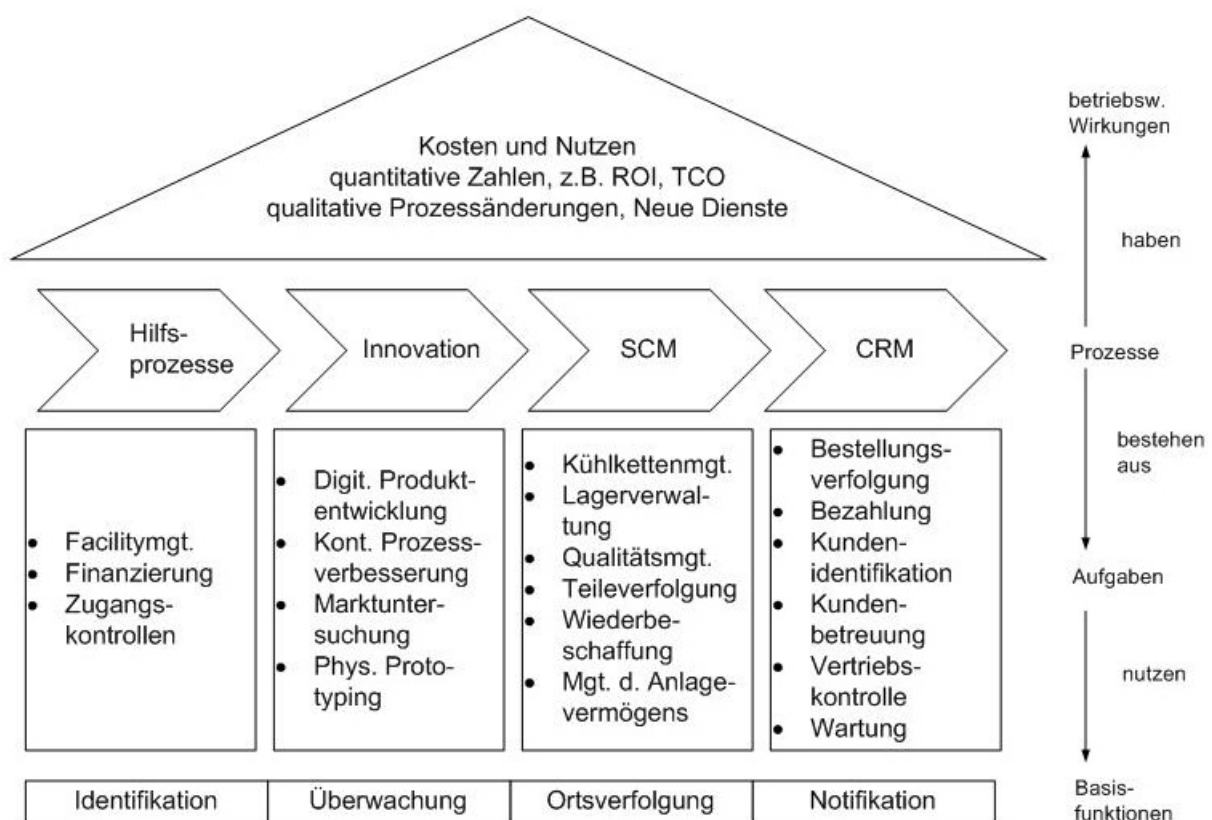 Kosten und Nutzen
quantitative Zahlen, z.B. ROI, TCO
qualitative Prozessänderungen, Neue Dienste
betriebsw.
Wirkungen
haben
Hilfs-
prozesse
Innovation
SCM
CRM
Prozesse
bestehen
aus
• Facilitymgt.
• Finanzierung
• Zugangs-
kontrollen
• Digit. Produkt-
entwicklung
• Kont. Prozess-
verbesserung
• Marktunter-
suchung
• Phys. Proto-
typing
• Kühlkettenmgt.
• Lagerverwal-
tung
• Qualitätsmgt.
• Teileverfolgung
• Wiederbe-
schaffung
• Mgt. d. Anlage-
vermögens
• Bestellungs-
verfolgung
• Bezahlung
• Kunden-
identifikation
• Kunden-
betreuung
• Vertriebs-
kontrolle
• Wartung
Aufgaben
nutzen
Identifikation
Überwachung
Ortsverfolgung
Notifikation
Basis-
funktionen